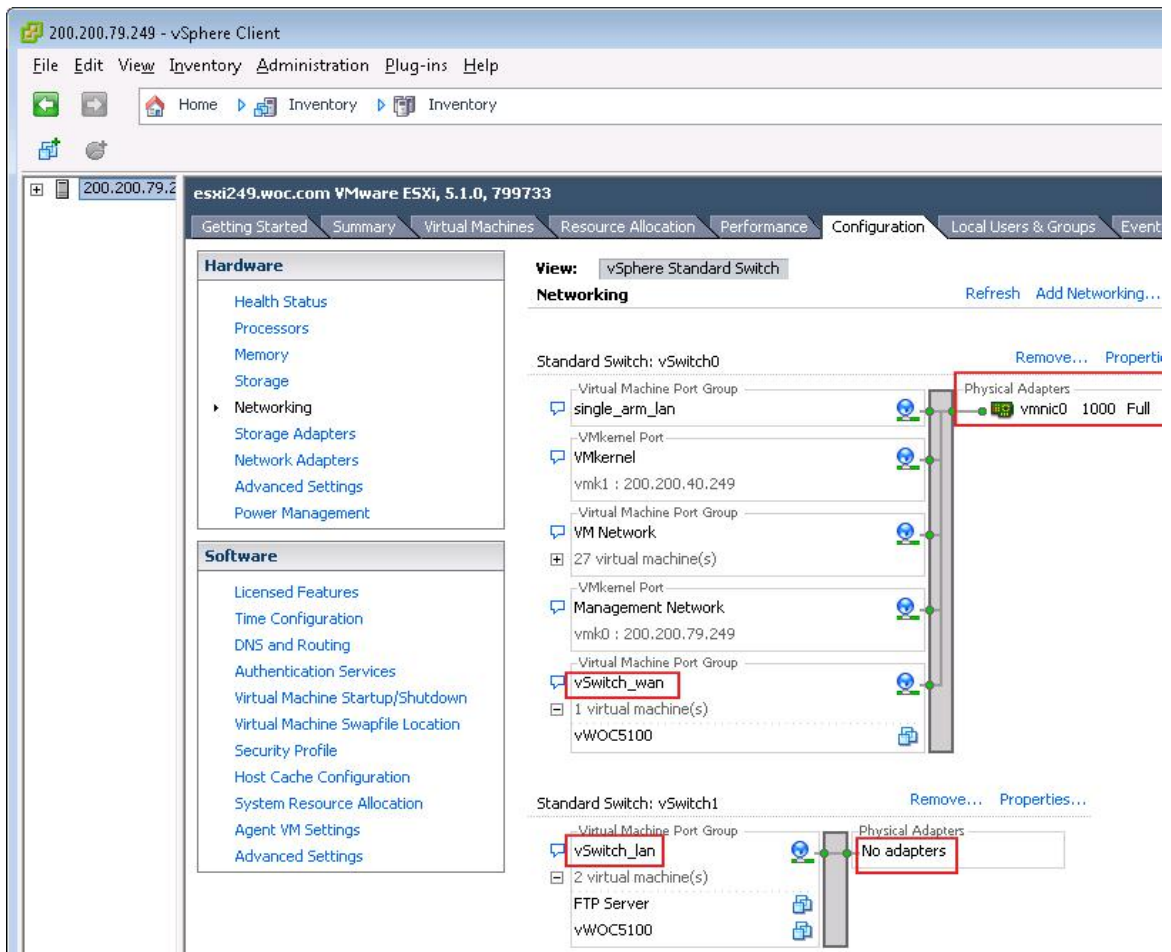 200.200.79.249 - vSphere Client
File Edit View Inventory Administration Plug-ins Help
Home Inventory Inventory
200.200.79.2
esxi249.woc.com VMware ESXi, 5.1.0, 799733
Getting Started Summary Virtual Machines Resource Allocation Performance Configuration Local Users & Groups Event
Hardware
Health Status
Processors
Memory
Storage
Networking
Storage Adapters
Network Adapters
Advanced Settings
Power Management
Software
Licensed Features
Time Configuration
DNS and Routing
Authentication Services
Virtual Machine Startup/Shutdown
Virtual Machine Swapfile Location
Security Profile
Host Cache Configuration
System Resource Allocation
Agent VM Settings
Advanced Settings
View: vSphere Standard Switch
Networking
Refresh Add Networking...
Standard Switch: vSwitch0
Remove... Properti
Virtual Machine Port Group
single_arm_lan
Physical Adapters
vmnic0 1000 Full
VMkernel Port
VMkernel
vmk1 : 200.200.40.249
Virtual Machine Port Group
VM Network
27 virtual machine(s)
VMkernel Port
Management Network
vmk0 : 200.200.79.249
Virtual Machine Port Group
vSwitch_wan
1 virtual machine(s)
vWOC5100
Standard Switch: vSwitch1
Remove... Properties...
Virtual Machine Port Group
vSwitch_lan
Physical Adapters
No adapters
2 virtual machine(s)
FTP Server
vWOC5100